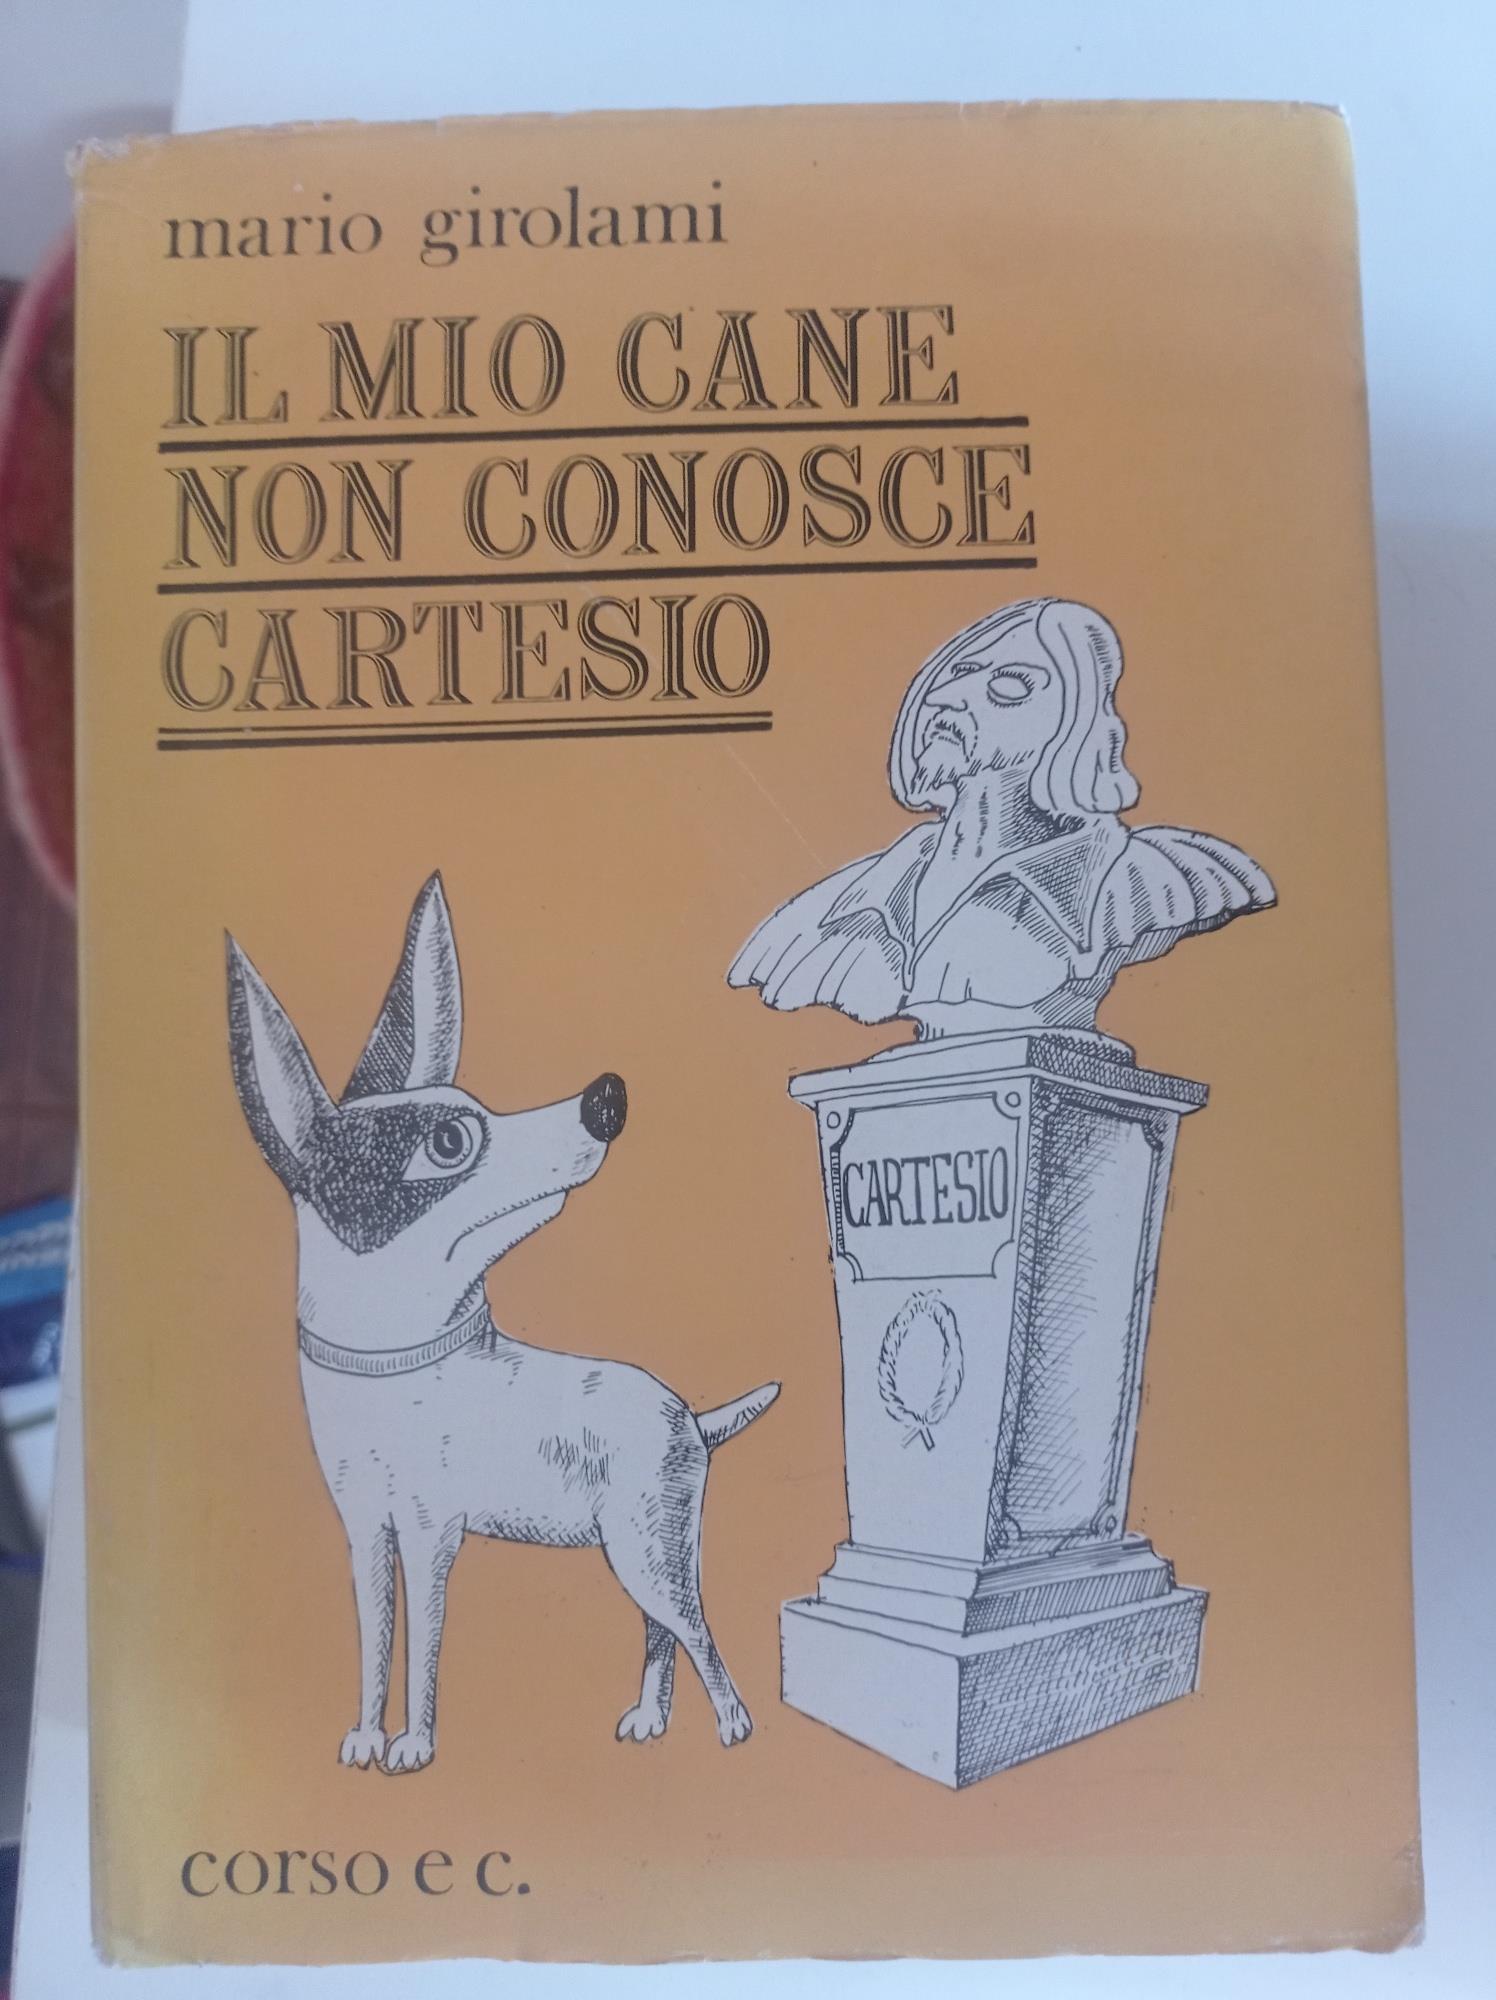 mario girolami
IL MIO CANE
NON CONOSCE
CARTESIO
CARTESIO
corso e c.